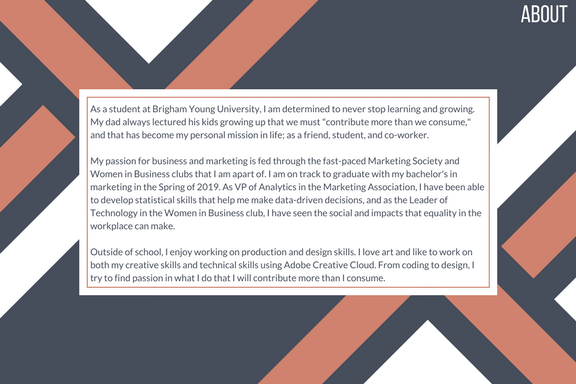 ABOUT
As a student at Brigham Young University, I am determined to never stop learning and growing.
My dad always lectured his kids growing up that we must "contribute more than we consume,"
and that has become my personal mission in life; as a friend, student, and co-worker.
My passion for business and marketing is fed through the fast-paced Marketing Society and
Women in Business clubs that I am apart of. I am on track to graduate with my bachelor's in
marketing in the Spring of 2019. As VP of Analytics in the Marketing Association, I have been able
to develop statistical skills that help me make data-driven decisions, and as the Leader of
Technology in the Women in Business club, I have seen the social and impacts that equality in the
workplace can make.
Outside of school, I enjoy working on production and design skills. I love art and like to work on
both my creative skills and technical skills using Adobe Creative Cloud. From coding to design, I
try to find passion in what I do that I will contribute more than I consume.